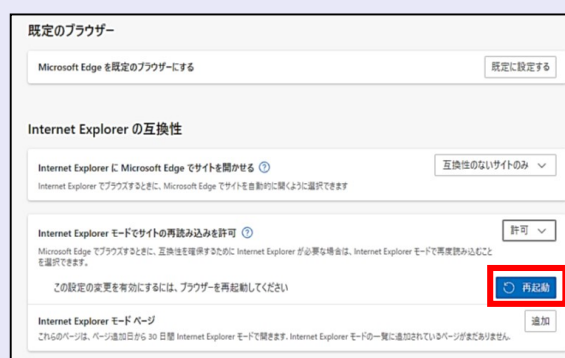 既定のブラウザー
Microsoft Edge を既定のブラウザーにする
既定に設定する
Internet Explorer の互換性
Internet Explorer に Microsoft Edge でサイトを開かせる ?
互換性のないサイトのみ
Internet Explorer でブラウズするときに、Microsoft Edge でサイトを自動的に開くように選択できます
Internet Explorer モードでサイトの再読み込みを許可 ?
許可
Microsoft Edge でブラウズするときに、互換性を確保するために Internet Explorer が必要な場合は、Internet Explorer モードで再度読み込むこと
を選択できます。
この設定の変更を有効にするには、ブラウザーを再起動してください
再起動
Internet Explorer モード ページ
追加
これらのページは、ページ追加日から 30 日間 Internet Explorer モードで開きます. Internet Explorer モードの一覧に追加されているページがまだありません.